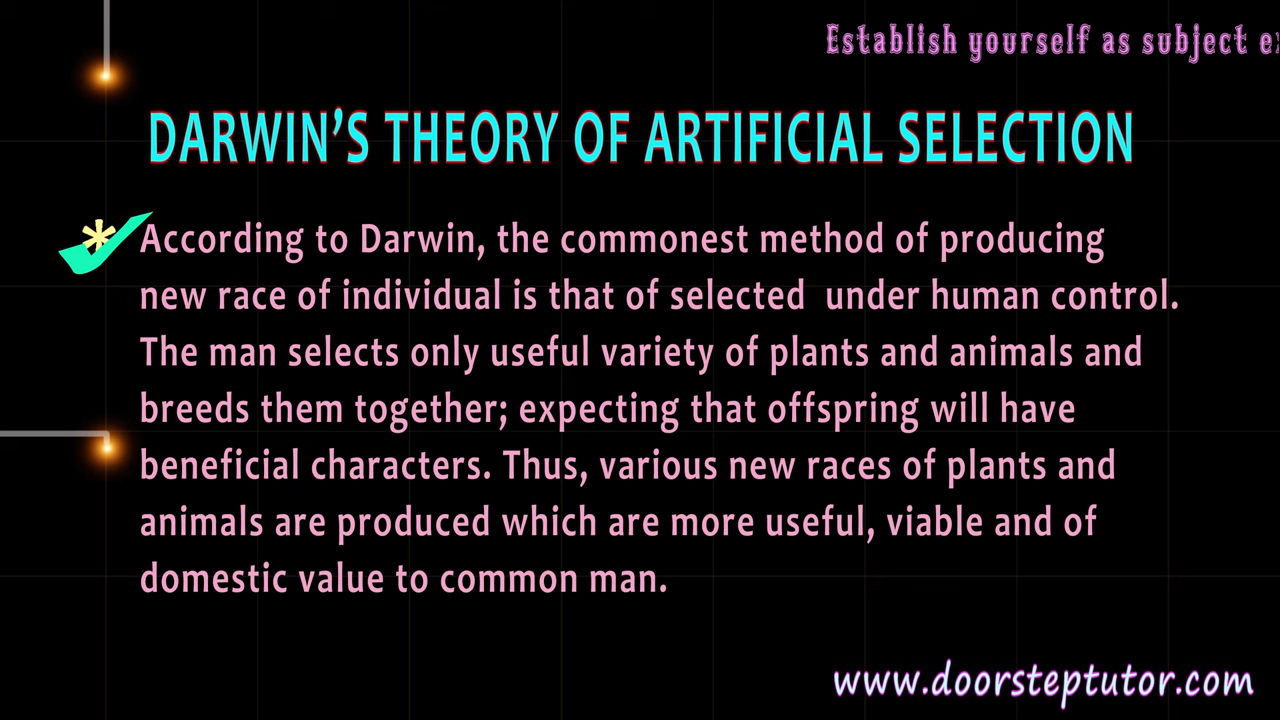 Establish yourself as subject
DARWIN'S THEORY OF ARTIFICIAL SELECTION
* According to Darwin, the commonest method of producing
new race of individual is that of selected under human control.
The man selects only useful variety of plants and animals and
breeds them together; expecting that offspring will have
beneficial characters. Thus, various new races of plants and
animals are produced which are more useful, viable and of
domestic value to common man.
www.doorsteptutor.com